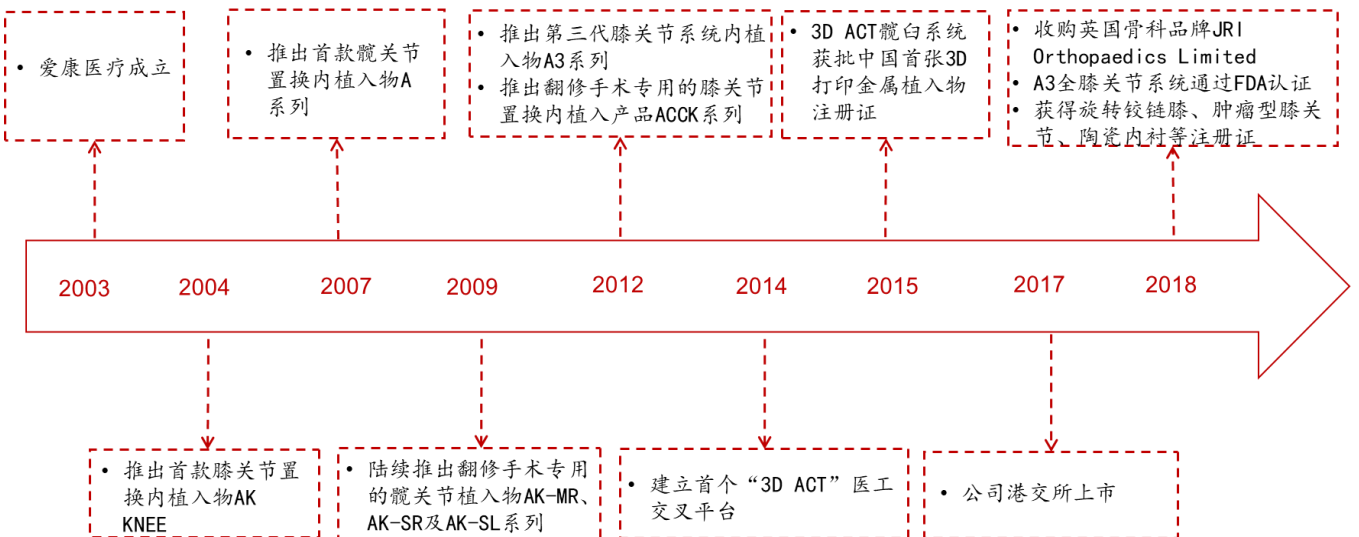 • 爱康医疗成立
• 推出首款髋关节
置换内植入物A
系列
• 推出第三代膝关节系统内植
入物A3系列
• 推出翻修手术专用的膝关节
置换内植入产品ACCK系列
• 3D ACT髋臼系统
获批中国首张3D
打印金属植入物
注册证
• 收购英国骨科品牌JRI
Orthopaedics Limited
• A3全膝关节系统通过FDA认证
• 获得旋转铰链膝、肿瘤型膝关
节、陶瓷内衬等注册证
2003
2004
2007
2009
2012
2014
2015
2017
2018
• 推出首款膝关节置
换内植入物AK
KNEE
• 陆续推出翻修手术专用
的髋关节植入物AK-MR、
AK-SR及AK-SL系列
• 建立首个“3D ACT”医工
交叉平台
• 公司港交所上市